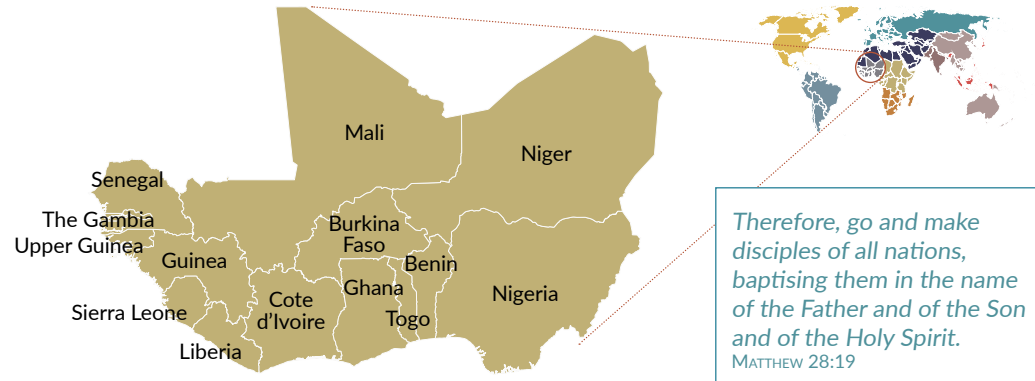 Mali
Niger
Senegal
The Gambia
Upper Guinea
Guinea
Burkina
Faso
Benin
Ghana
Nigeria
Sierra Leone
Cote
d’Ivoire
Togo
Liberia
Therefore, go and make
disciples of all nations,
baptising them in the name
of the Father and of the Son
and of the Holy Spirit.
Matthew 28:19